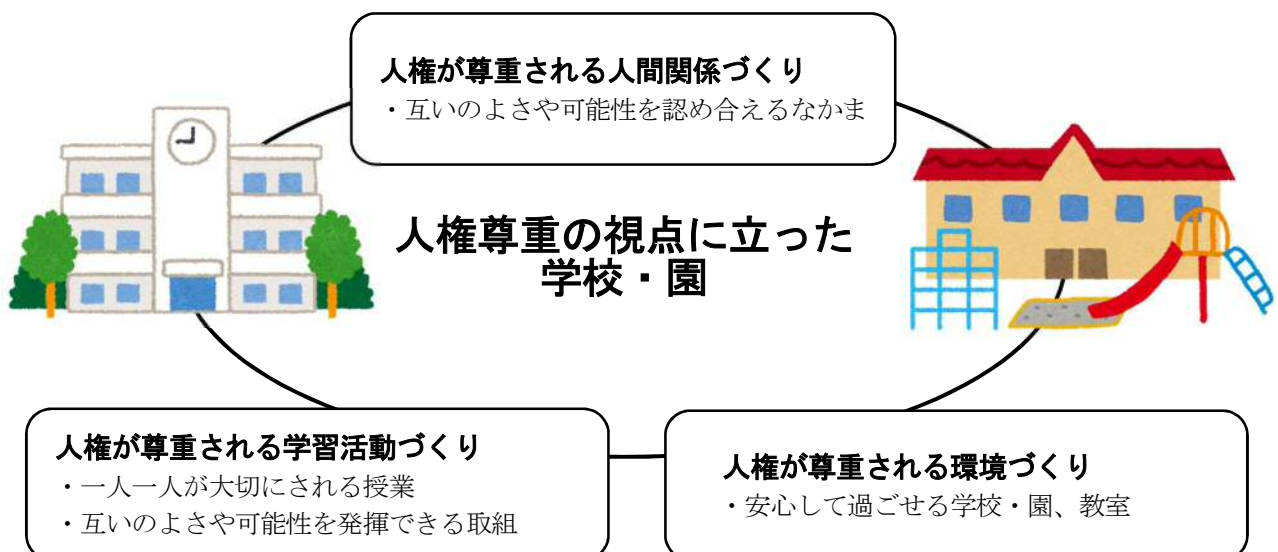 人権が尊重される人間関係づくり
・互いのよさや可能性を認め合えるなかま
人権尊重の視点に立った
学校・園
人権が尊重される学習活動づくり
・一人一人が大切にされる授業
・互いのよさや可能性を発揮できる取組
人権が尊重される環境づくり
・安心して過ごせる学校・園、教室